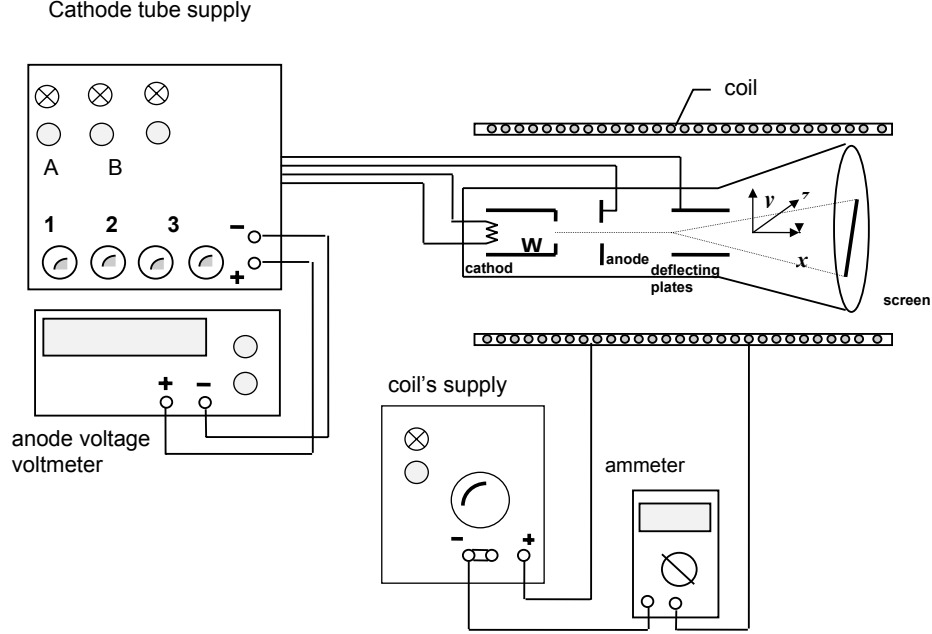 Cathode tube supply
coil
A B
1 2 3
−
+
W
cathod
anode
deflecting
plates
v
z
x
screen
+ −
anode voltage
voltmeter
coil's supply
− +
ammeter